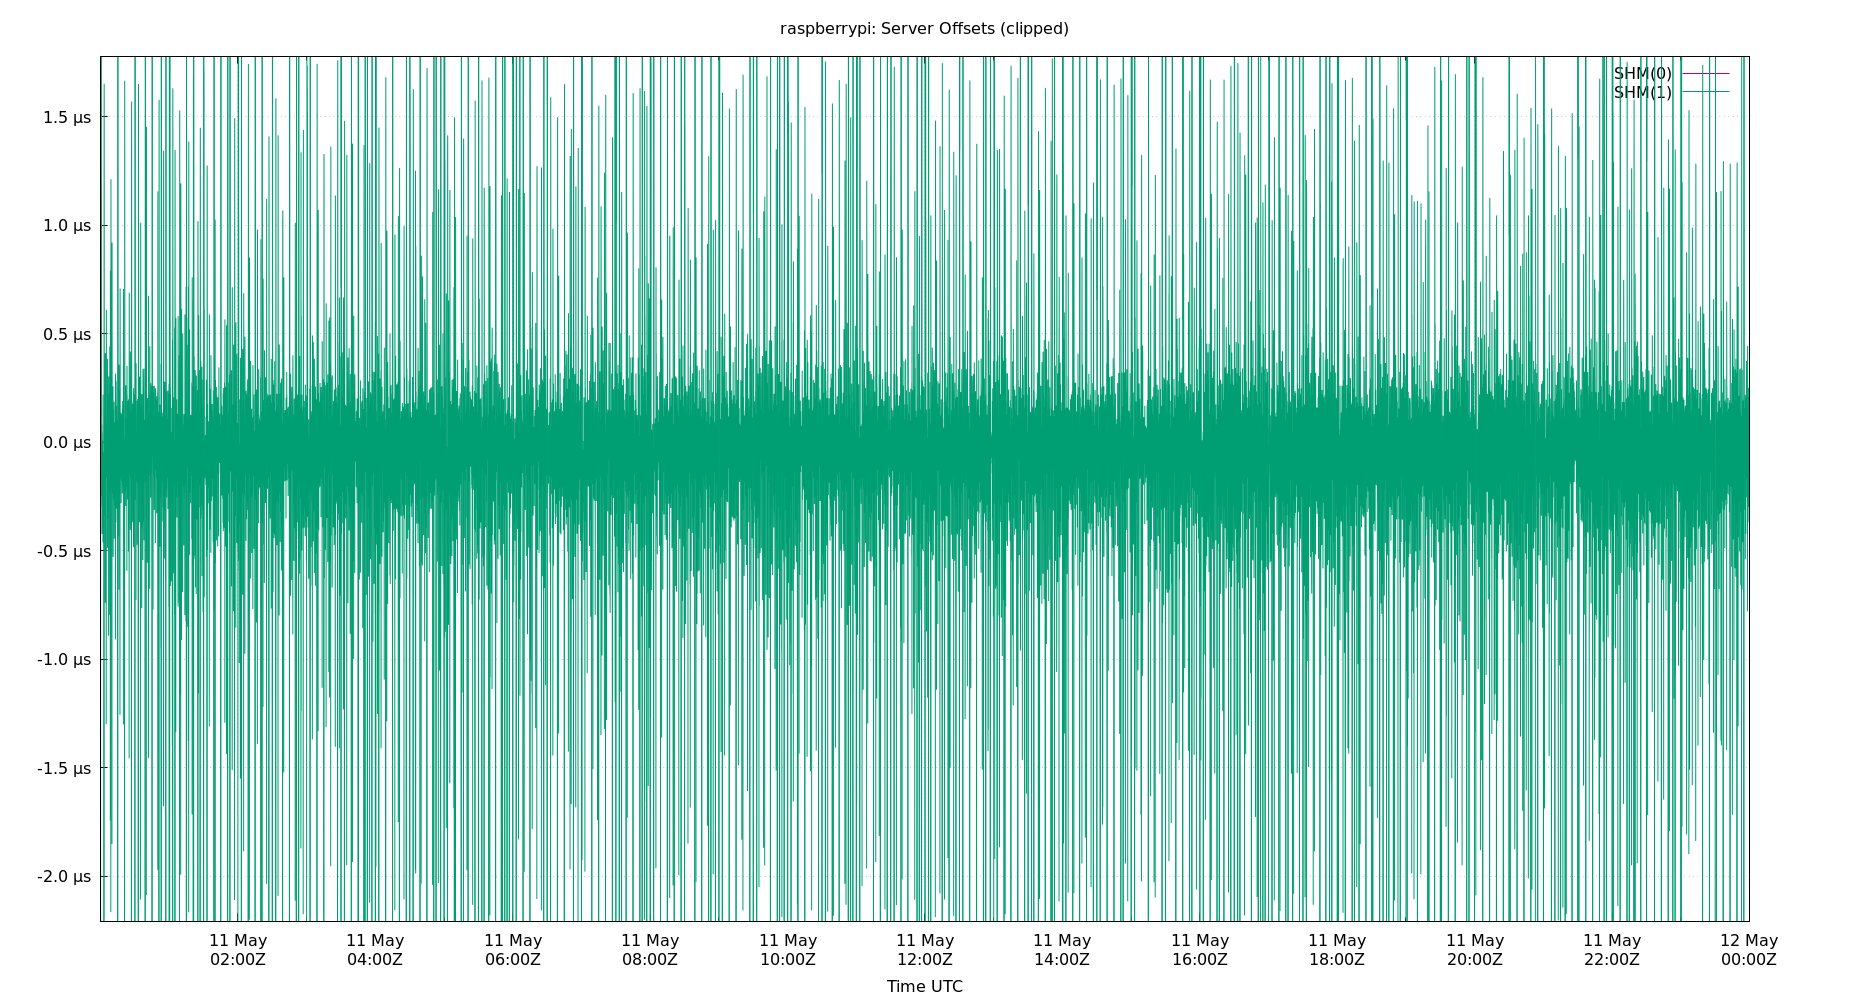 raspberrypi: Server Offsets (clipped)
SHM(0)
SHM(1)
1.5 µs
1.0 µs
0.5 µs
0.0 µs
-0.5 µs
-1.0 µs
-1.5 µs
-2.0 µs
11 May 11 May 11 May 11 May 11 May 11 May 11 May 11 May 11 May 11 May 11 May 12 May
02:00Z 04:00Z 06:00Z 08:00Z 10:00Z 12:00Z 14:00Z 16:00Z 18:00Z 20:00Z 22:00Z 00:00Z
Time UTC